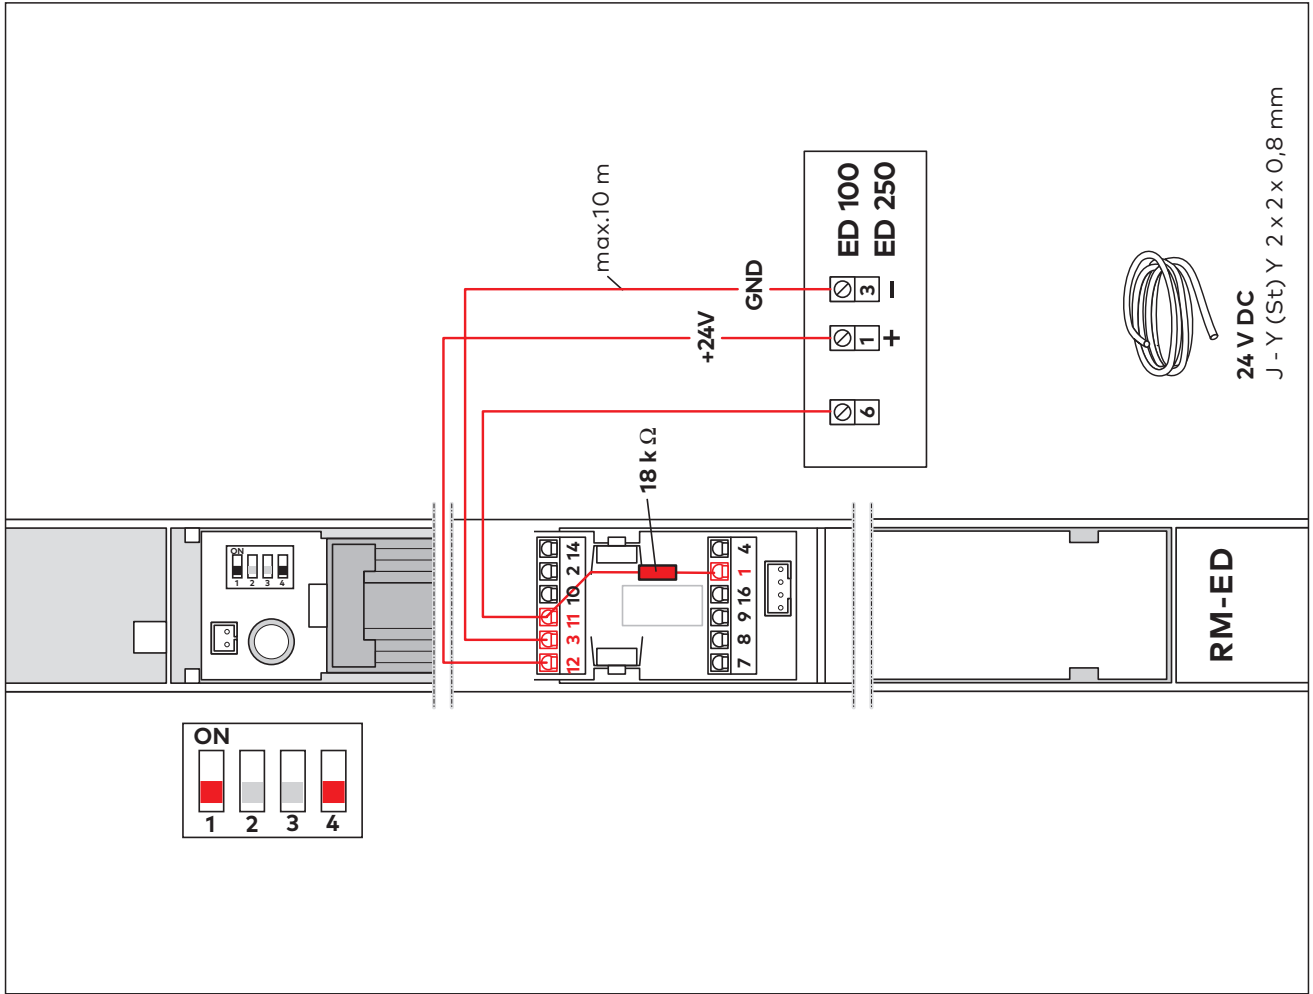 max.10 m
GND
+24V
ED 100
ED 250
3
–
1
+
6
18 k Ω
24 V DC
J - Y (St) Y 2 x 2 x 0,8 mm
ON
1 2 3 4
14
2
10
11
3
12
4
1
16
9
8
7
RM-ED
ON
1 2 3 4